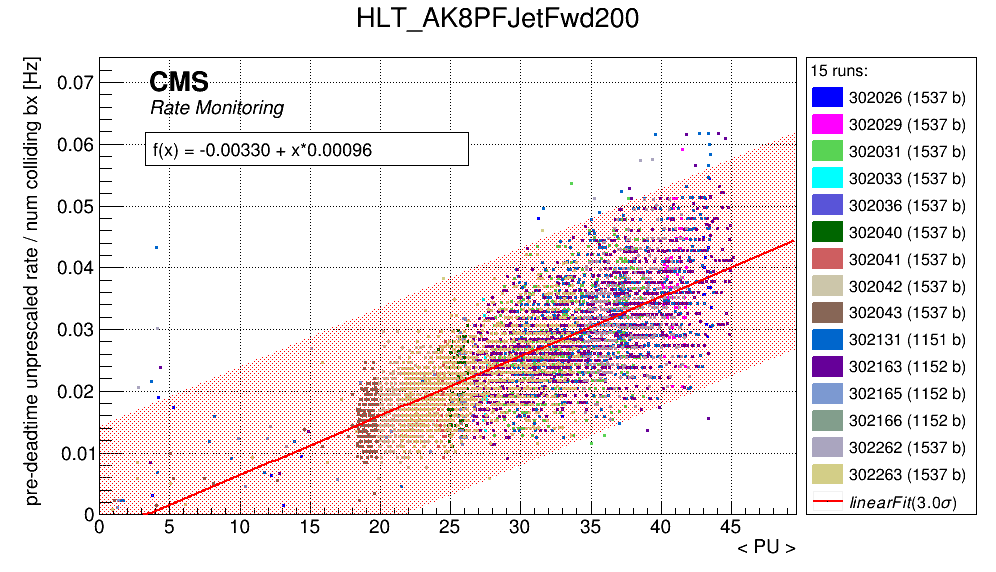 HLT_AK8PFJetFwd200
pre-deadtime unprescaled rate / num colliding bx [Hz]
CMS
Rate Monitoring
f(x) = -0.00330 + x*0.00096
0.07
0.06
0.05
0.04
0.03
0.02
0.01
0
0 5 10 15 20 25 30 35 40 45
< PU >
15 runs:
302026 (1537 b)
302029 (1537 b)
302031 (1537 b)
302033 (1537 b)
302036 (1537 b)
302040 (1537 b)
302041 (1537 b)
302042 (1537 b)
302043 (1537 b)
302131 (1151 b)
302163 (1152 b)
302165 (1152 b)
302166 (1152 b)
302262 (1537 b)
302263 (1537 b)
linearFit(3.0σ)